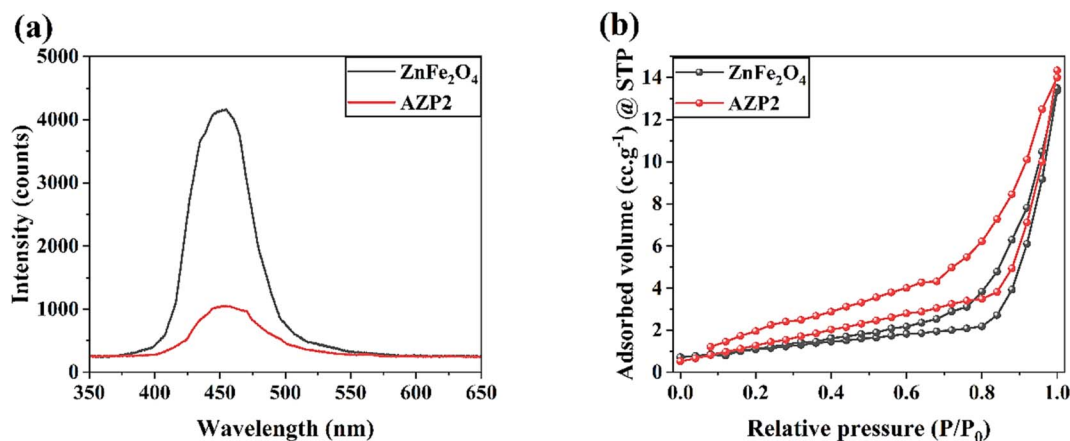 (a)
5000
4000
3000
2000
1000
0
Intensity (counts)
350 400 450 500 550 600 650
Wavelength (nm)
ZnFe₂O₄
AZP2
(b)
14
12
10
8
6
4
2
0
Adsorbed volume (cc.g⁻¹) @ STP
0.0 0.2 0.4 0.6 0.8 1.0
Relative pressure (P/P₀)
ZnFe₂O₄
AZP2